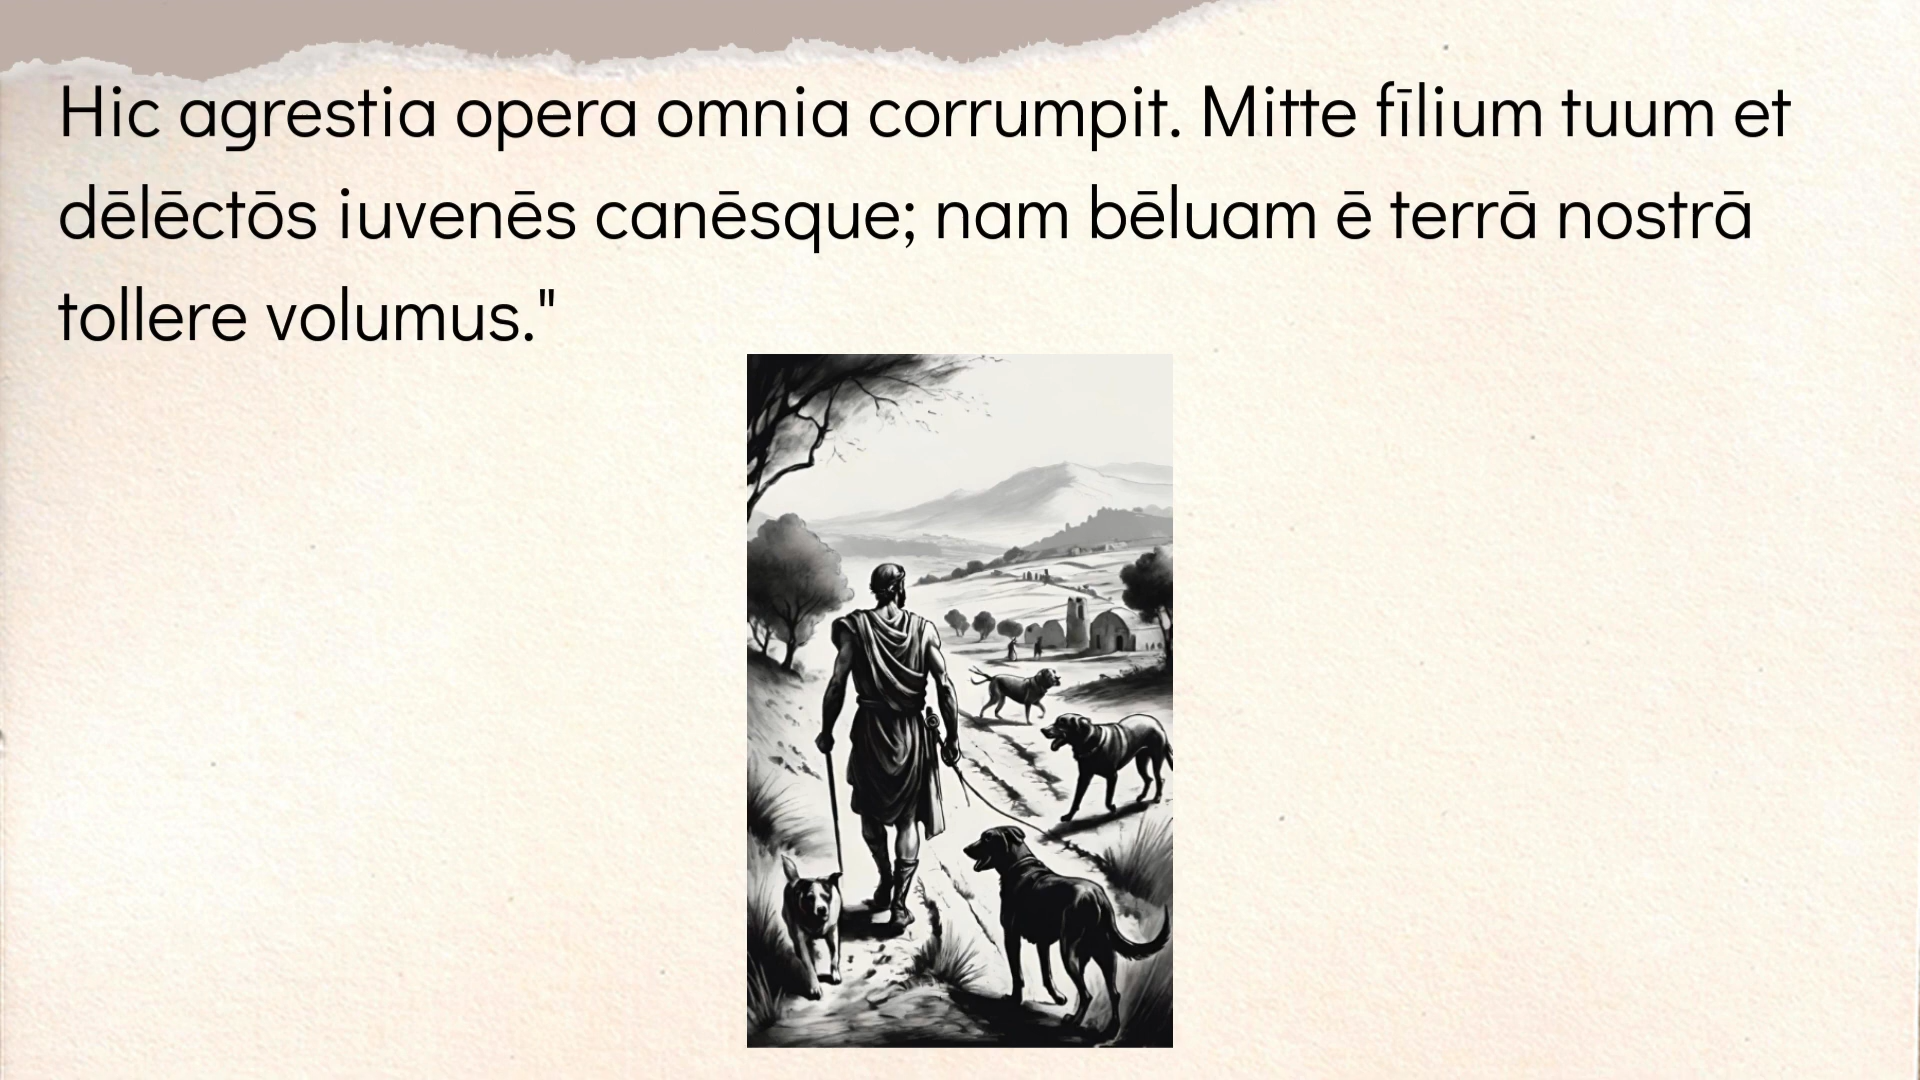 Hic agrestia opera omnia corrumpit. Mitte fīlium tuum et
dēlēctōs iuvenēs canēsque; nam bēluam ē terrā nostrā
tollere volumus."